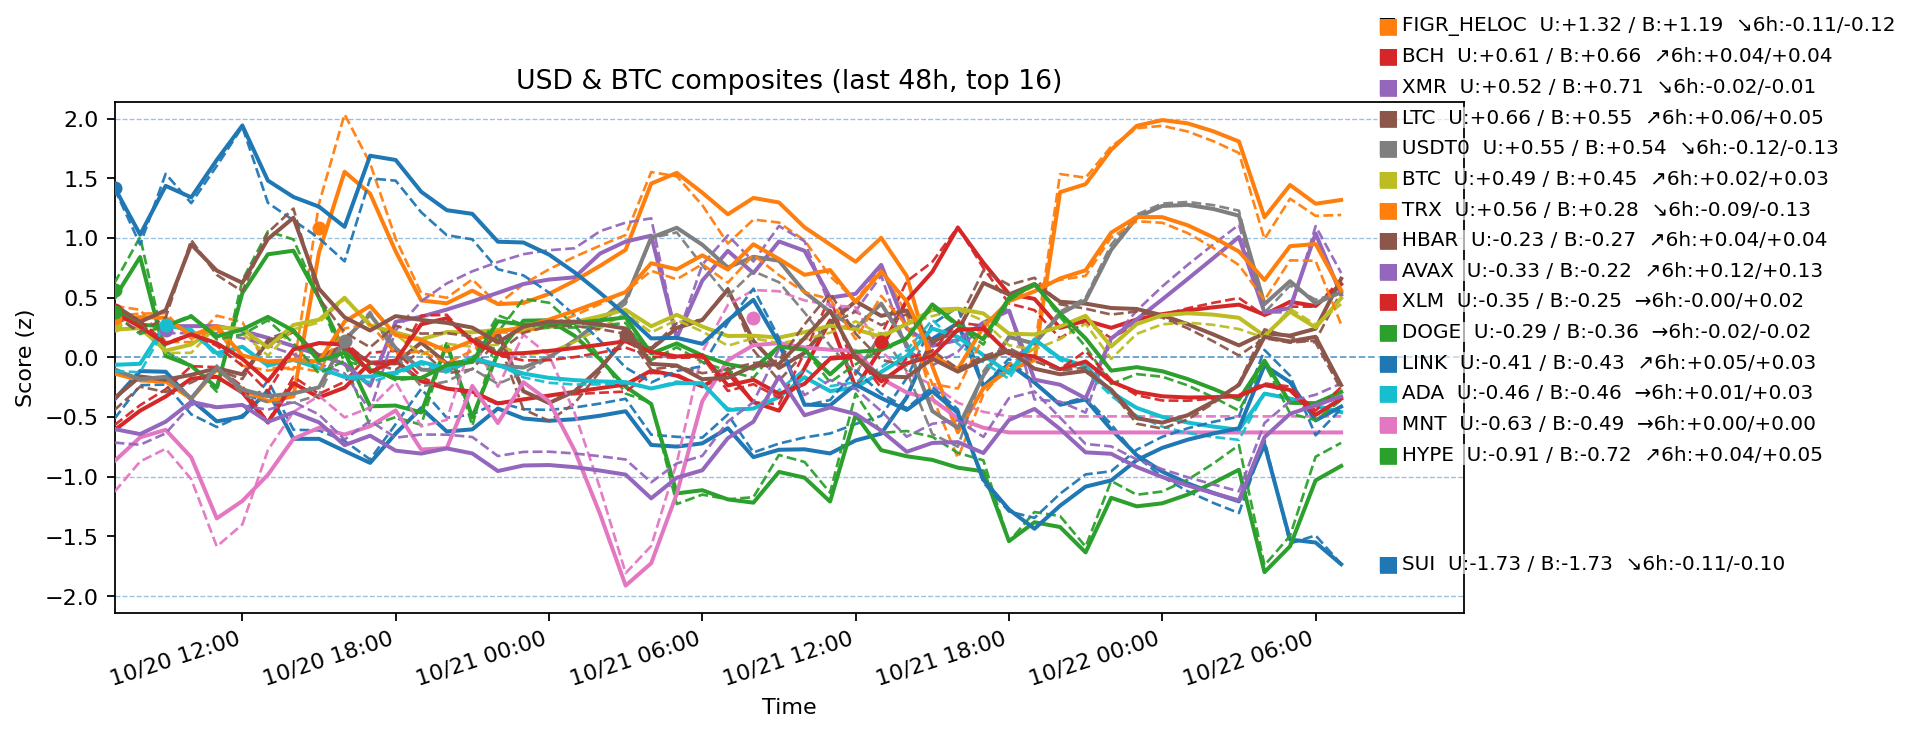 USD & BTC composites (last 48h, top 16)
FIGR_HELOC U:+1.32 / B:+1.19 ↘6h:-0.11/-0.12
BCH U:+0.61 / B:+0.66 ↗6h:+0.04/+0.04
XMR U:+0.52 / B:+0.71 ↘6h:-0.02/-0.01
LTC U:+0.66 / B:+0.55 ↗6h:+0.06/+0.05
USDT0 U:+0.55 / B:+0.54 ↘6h:-0.12/-0.13
BTC U:+0.49 / B:+0.45 ↗6h:+0.02/+0.03
TRX U:+0.56 / B:+0.28 ↘6h:-0.09/-0.13
HBAR U:-0.23 / B:-0.27 ↗6h:+0.04/+0.04
AVAX U:-0.33 / B:-0.22 ↗6h:+0.12/+0.13
XLM U:-0.35 / B:-0.25 →6h:-0.00/+0.02
DOGE U:-0.29 / B:-0.36 →6h:-0.02/-0.02
LINK U:-0.41 / B:-0.43 ↗6h:+0.05/+0.03
ADA U:-0.46 / B:-0.46 →6h:+0.01/+0.03
MNT U:-0.63 / B:-0.49 →6h:+0.00/+0.00
HYPE U:-0.91 / B:-0.72 ↗6h:+0.04/+0.05
SUI U:-1.73 / B:-1.73 ↘6h:-0.11/-0.10
Score (z)
2.0
1.5
1.0
0.5
0.0
−0.5
−1.0
−1.5
−2.0
10/20 12:00
10/20 18:00
10/21 00:00
10/21 06:00
10/21 12:00
10/21 18:00
10/22 00:00
10/22 06:00
Time